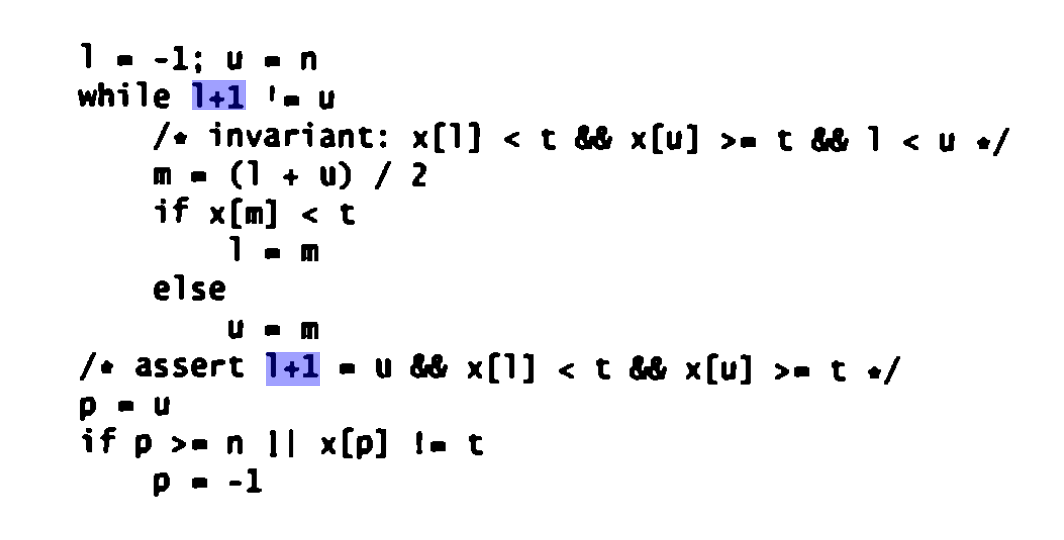 l = -1; u = n
while l+1 != u
    /* invariant: x[l] < t && x[u] >= t && l < u */
    m = (l + u) / 2
    if x[m] < t
        l = m
    else
        u = m
/* assert l+1 = u && x[l] < t && x[u] >= t */
p = u
if p >= n || x[p] != t
    p = -1